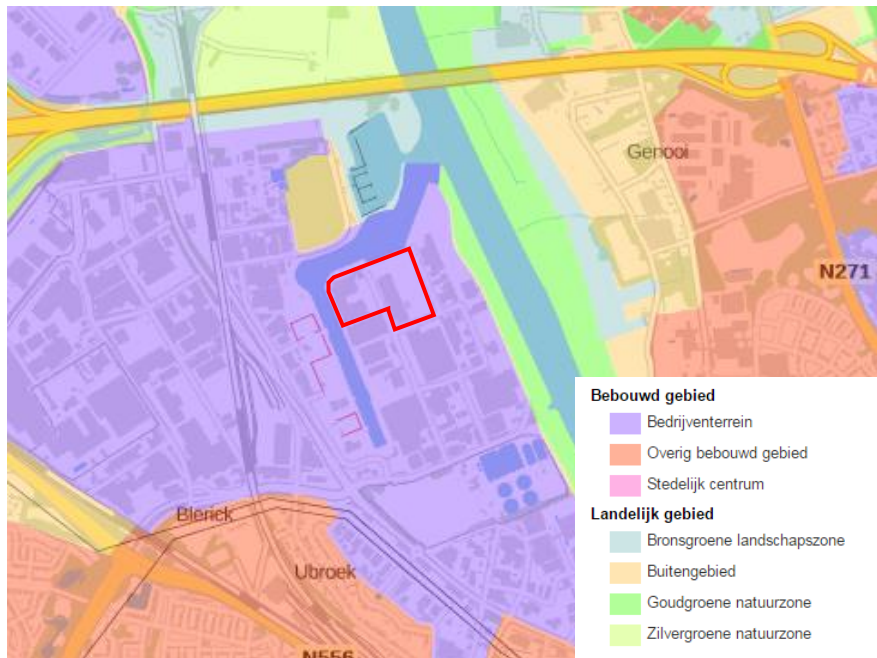 Genooi
N271
Bebouwd gebied
Bedrijventerrein
Overig bebouwd gebied
Stedelijk centrum
Landelijk gebied
Bronsgroene landschapszone
Buitengebied
Goudgroene natuurzone
Zilvergroene natuurzone
Blerick
Ubroek
N556